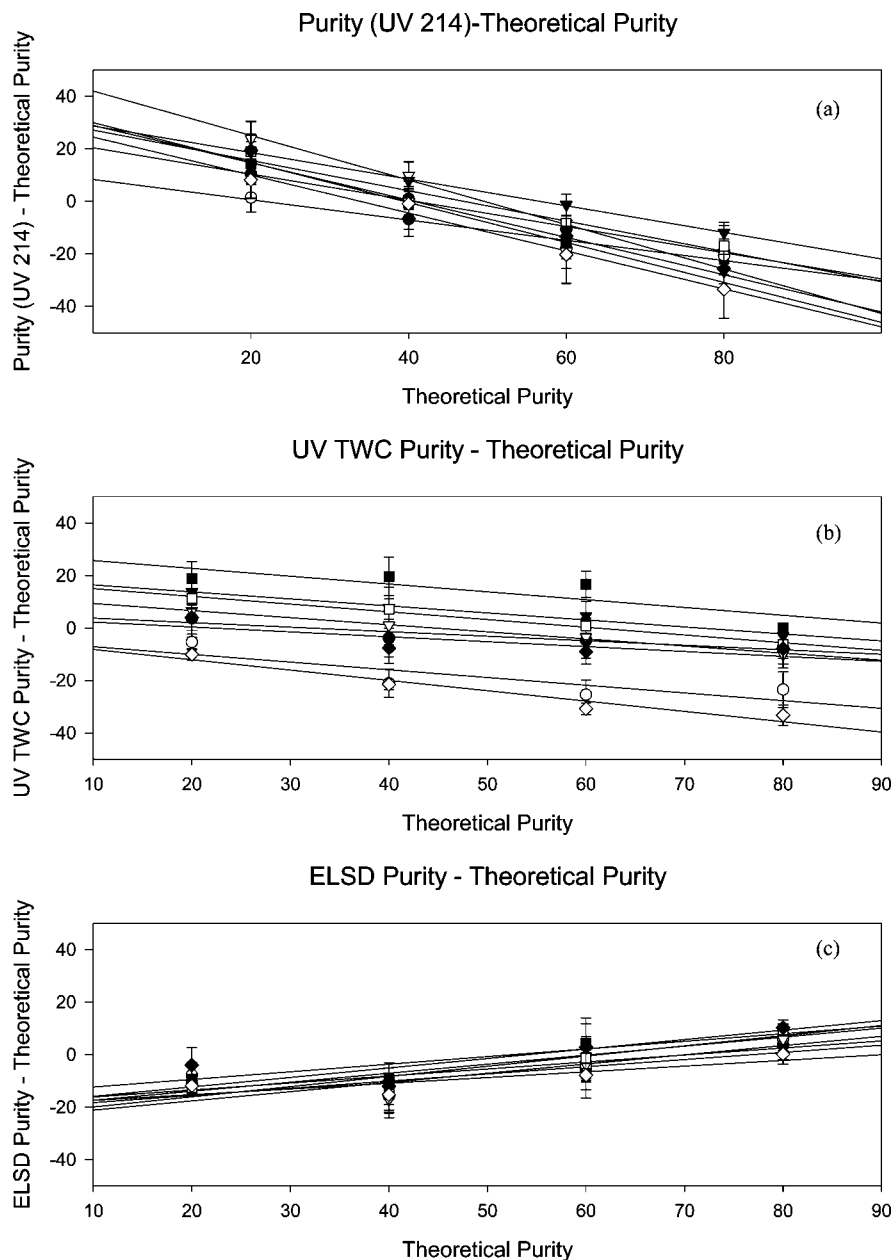 Purity (UV 214)-Theoretical Purity
Purity (UV 214) - Theoretical Purity
(a)
40
20
0
-20
-40
20 40 60 80
Theoretical Purity
UV TWC Purity - Theoretical Purity
UV TWC Purity - Theoretical Purity
(b)
40
20
0
-20
-40
10 20 30 40 50 60 70 80 90
Theoretical Purity
ELSD Purity - Theoretical Purity
ELSD Purity - Theoretical Purity
(c)
40
20
0
-20
-40
10 20 30 40 50 60 70 80 90
Theoretical Purity